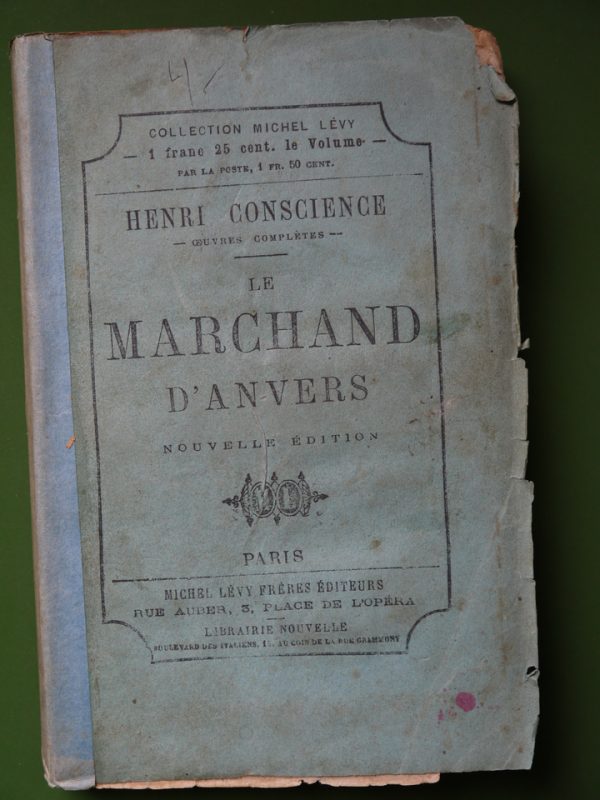 4-
COLLECTION MICHEL LÉVY
— 1 franc 25 cent. le Volume —
PAR LA POSTE, 1 FR. 50 CENT.
HENRI CONSCIENCE
— ŒUVRES COMPLÈTES —
LE
MARCHAND
D'ANVERS
NOUVELLE ÉDITION
PARIS
MICHEL LÉVY FRÈRES ÉDITEURS
RUE AUBER, 3, PLACE DE L'OPÉRA
LIBRAIRIE NOUVELLE
BOULEVARD DES ITALIENS, 15, AU COIN DE LA RUE GRAMMONT